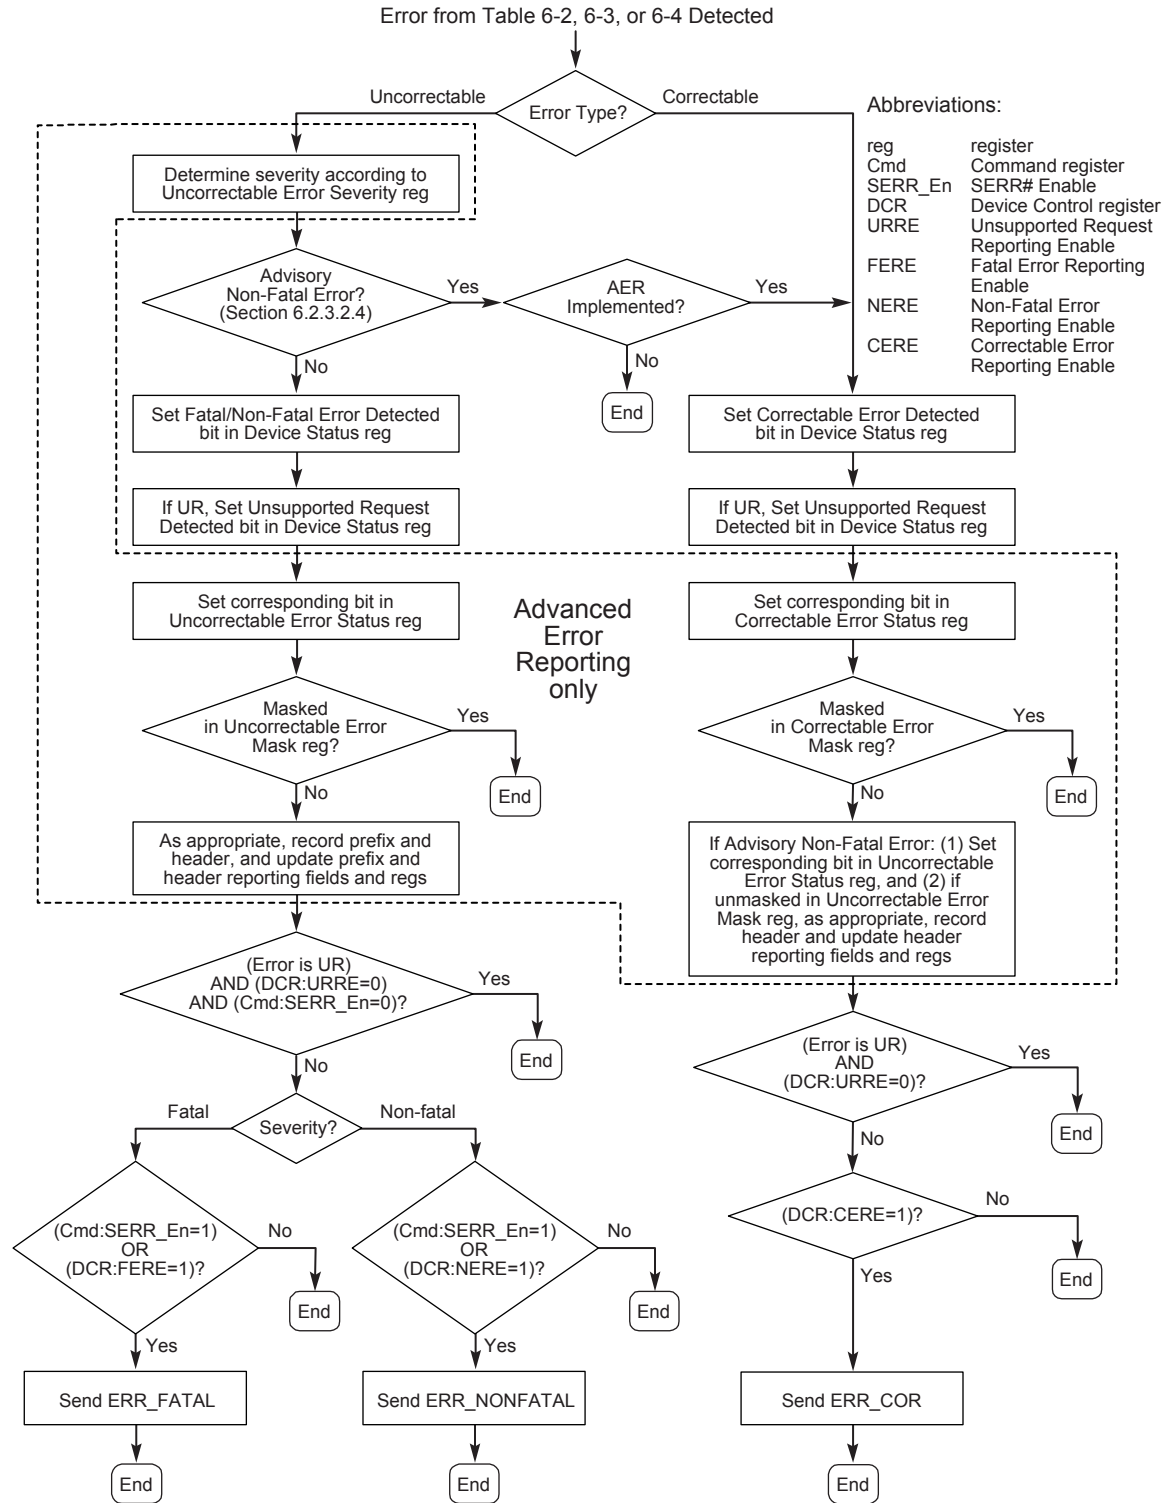 Error from Table 6-2, 6-3, or 6-4 Detected
Uncorrectable
Error Type?
Correctable
Abbreviations:
reg register
Cmd Command register
SERR_En SERR# Enable
DCR Device Control register
URRE Unsupported Request
Reporting Enable
FERE Fatal Error Reporting
Enable
NERE Non-Fatal Error
Reporting Enable
CERE Correctable Error
Reporting Enable
Determine severity according to
Uncorrectable Error Severity reg
Advisory
Non-Fatal Error?
(Section 6.2.3.2.4)
Yes
AER
Implemented?
Yes
No
No
End
Set Fatal/Non-Fatal Error Detected
bit in Device Status reg
Set Correctable Error Detected
bit in Device Status reg
If UR, Set Unsupported Request
Detected bit in Device Status reg
If UR, Set Unsupported Request
Detected bit in Device Status reg
Set corresponding bit in
Uncorrectable Error Status reg
Advanced
Error
Reporting
only
Set corresponding bit in
Correctable Error Status reg
Masked
in Uncorrectable Error
Mask reg?
Yes
End
No
Masked
in Correctable Error
Mask reg?
Yes
End
No
As appropriate, record prefix and
header, and update prefix and
header reporting fields and regs
If Advisory Non-Fatal Error: (1) Set
corresponding bit in Uncorrectable
Error Status reg, and (2) if
unmasked in Uncorrectable Error
Mask reg, as appropriate, record
header and update header
reporting fields and regs
(Error is UR)
AND (DCR:URRE=0)
AND (Cmd:SERR_En=0)?
Yes
End
No
(Error is UR)
AND
(DCR:URRE=0)?
Yes
End
No
Fatal
Severity?
Non-fatal
(Cmd:SERR_En=1)
OR
(DCR:FERE=1)?
No
End
Yes
(Cmd:SERR_En=1)
OR
(DCR:NERE=1)?
No
End
Yes
(DCR:CERE=1)?
No
End
Yes
Send ERR_FATAL
Send ERR_NONFATAL
Send ERR_COR
End
End
End